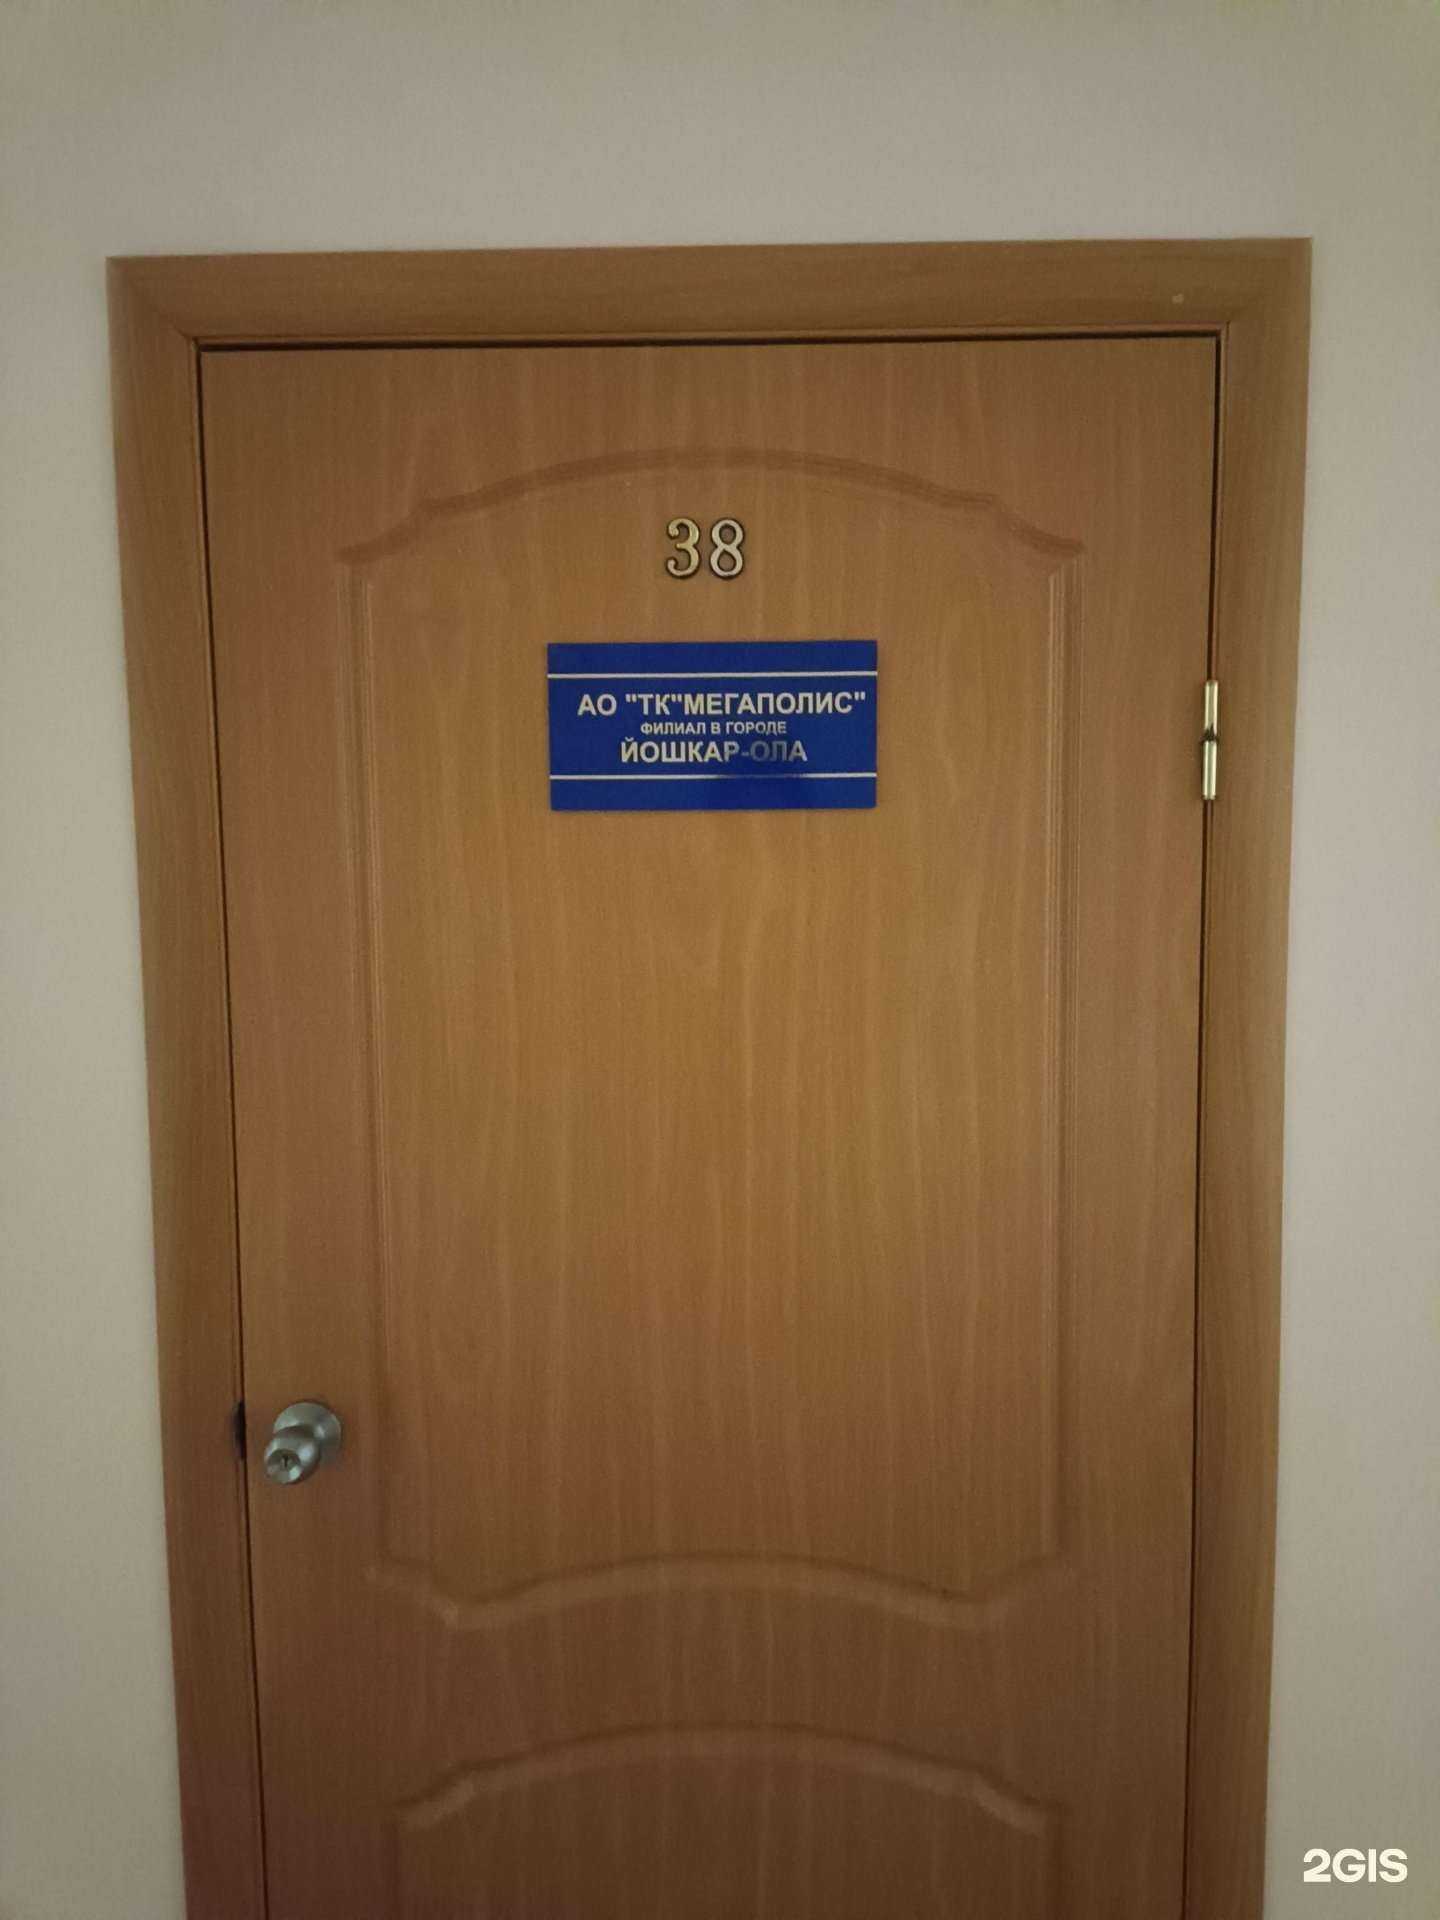 38
АО "ТК"МЕГАПОЛИС"
ФИЛИАЛ В ГОРОДЕ
ЙОШКАР-ОЛА
2GIS